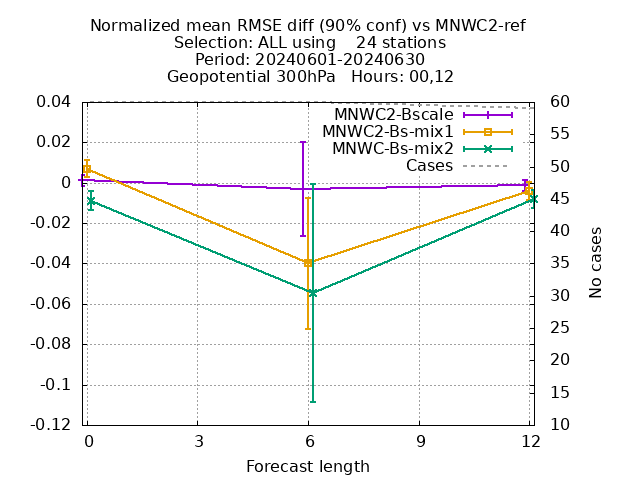 Normalized mean RMSE diff (90% conf) vs MNWC2-ref
Selection: ALL using    24 stations
Period: 20240601-20240630
Geopotential 300hPa   Hours: 00,12
0.04
0.02
0
-0.02
-0.04
-0.06
-0.08
-0.1
-0.12
MNWC2-Bscale
MNWC2-Bs-mix1
MNWC-Bs-mix2
Cases
60
55
50
45
40
35
30
25
20
15
10
No cases
0 3 6 9 12
Forecast length